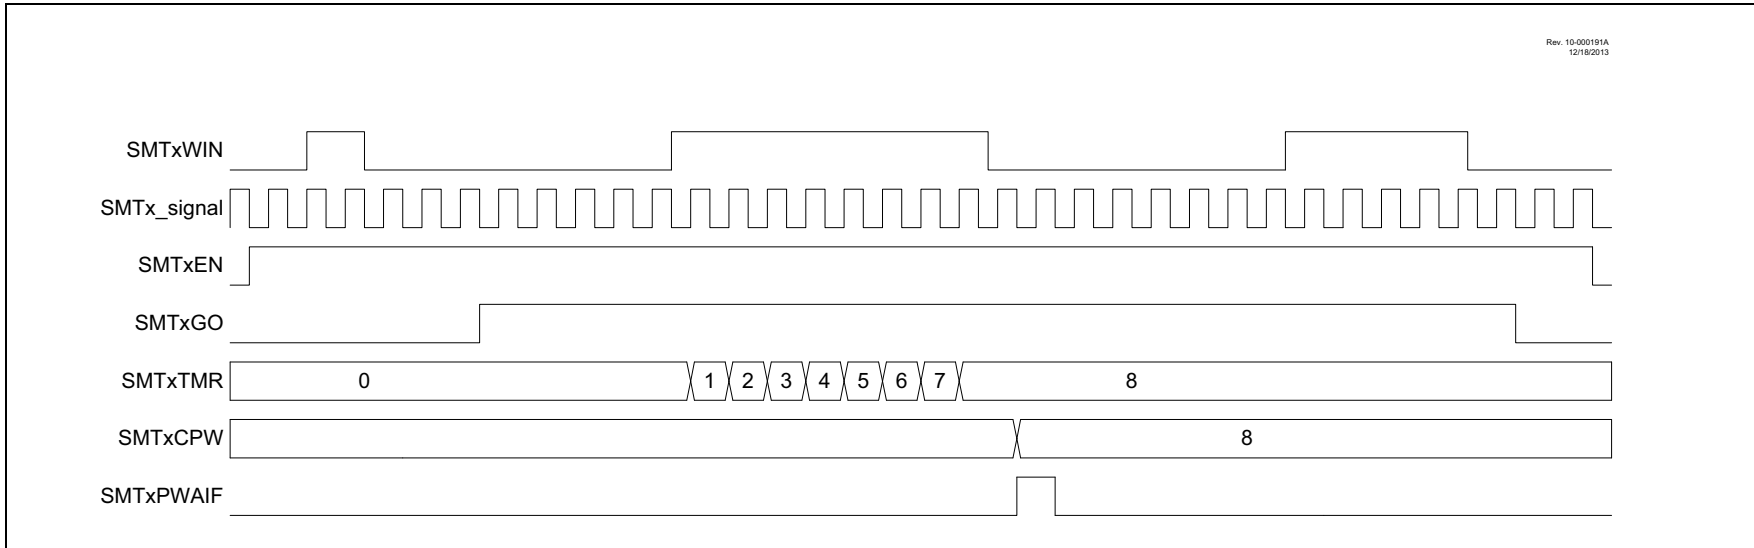 Rev. 10-000191A
12/18/2013
SMTxWIN
SMTx_signal
SMTxEN
SMTxGO
SMTxTMR 0 1 2 3 4 5 6 7 8
SMTxCPW 8
SMTxPWAIF